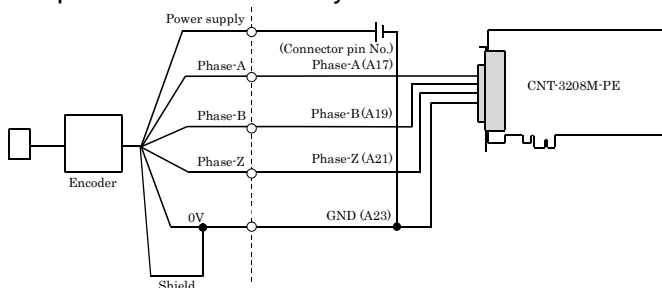 Power supply
(Connector pin No.)
Phase-A
Phase-A(A17)
CNT-3208M-PE
Phase-B
Phase-B(A19)
Phase-Z
Phase-Z (A21)
Encoder
0V
GND (A23)
Shield